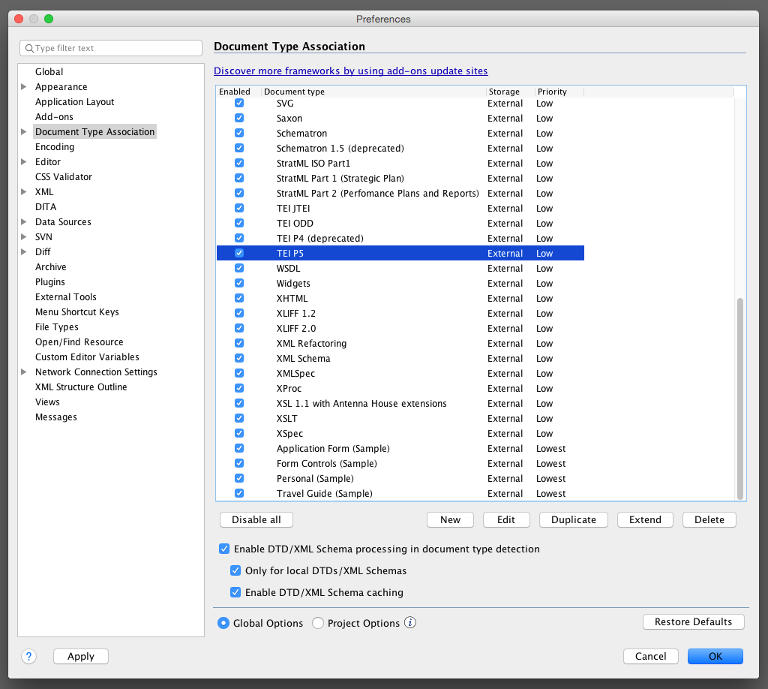 Preferences
Type filter text
Global
Appearance
Application Layout
Add-ons
Document Type Association
Encoding
Editor
CSS Validator
XML
DITA
Data Sources
SVN
Diff
Archive
Plugins
External Tools
Menu Shortcut Keys
File Types
Open/Find Resource
Custom Editor Variables
Network Connection Settings
XML Structure Outline
Views
Messages
Document Type Association
Discover more frameworks by using add-ons update sites
Enabled Document type Storage Priority
SVG External Low
Saxon External Low
Schematron External Low
Schematron 1.5 (deprecated) External Low
StratML ISO Part1 External Low
StratML Part 1 (Strategic Plan) External Low
StratML Part 2 (Perfomance Plans and Reports) External Low
TEI JTEI External Low
TEI ODD External Low
TEI P4 (deprecated) External Low
TEI P5 External Low
WSDL External Low
Widgets External Low
XHTML External Low
XLIFF 1.2 External Low
XLIFF 2.0 External Low
XML Refactoring External Low
XML Schema External Low
XMLSpec External Low
XProc External Low
XSL 1.1 with Antenna House extensions External Low
XSLT External Low
XSpec External Low
Application Form (Sample) External Lowest
Form Controls (Sample) External Lowest
Personal (Sample) External Lowest
Travel Guide (Sample) External Lowest
Disable all New Edit Duplicate Extend Delete
Enable DTD/XML Schema processing in document type detection
Only for local DTDs/XML Schemas
Enable DTD/XML Schema caching
Global Options Project Options i Restore Defaults
? Apply Cancel OK